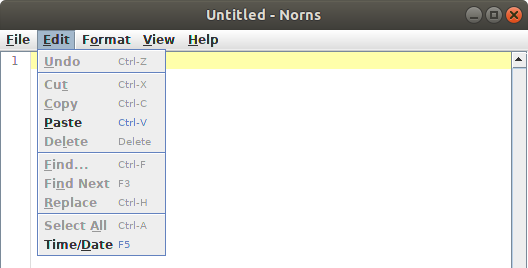 Untitled - Norns
File Edit Format View Help
1
Undo Ctrl-Z
Cut Ctrl-X
Copy Ctrl-C
Paste Ctrl-V
Delete Delete
Find... Ctrl-F
Find Next F3
Replace Ctrl-H
Select All Ctrl-A
Time/Date F5